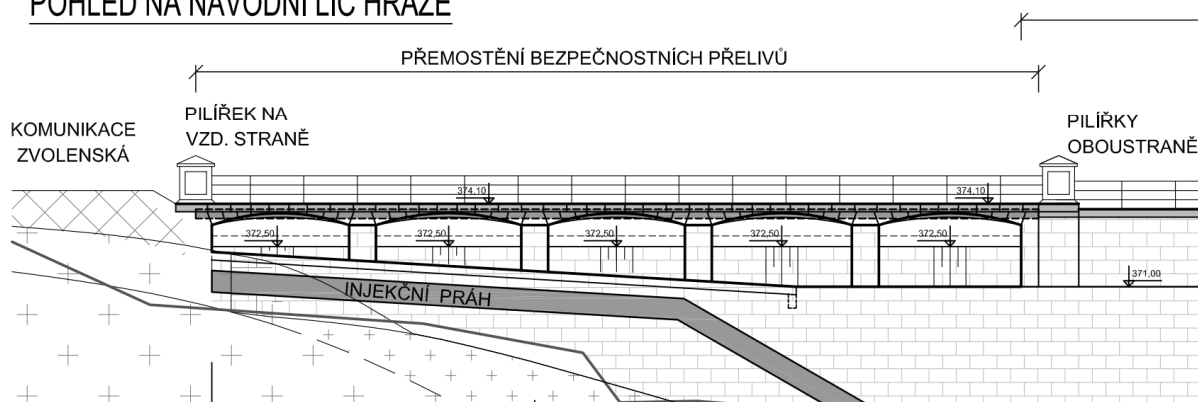 POHLED NA NÁVODNÍ LÍC HRÁZE
PŘEMOSTĚNÍ BEZPEČNOSTNÍCH PŘELIVŮ
KOMUNIKACE
ZVOLENSKÁ
PILÍŘEK NA
VZD. STRANĚ
PILÍŘKY
OBOUSTRANĚ
374,10
374,10
372,50
372,50
372,50
372,50
372,50
371,00
INJEKČNÍ PRÁH